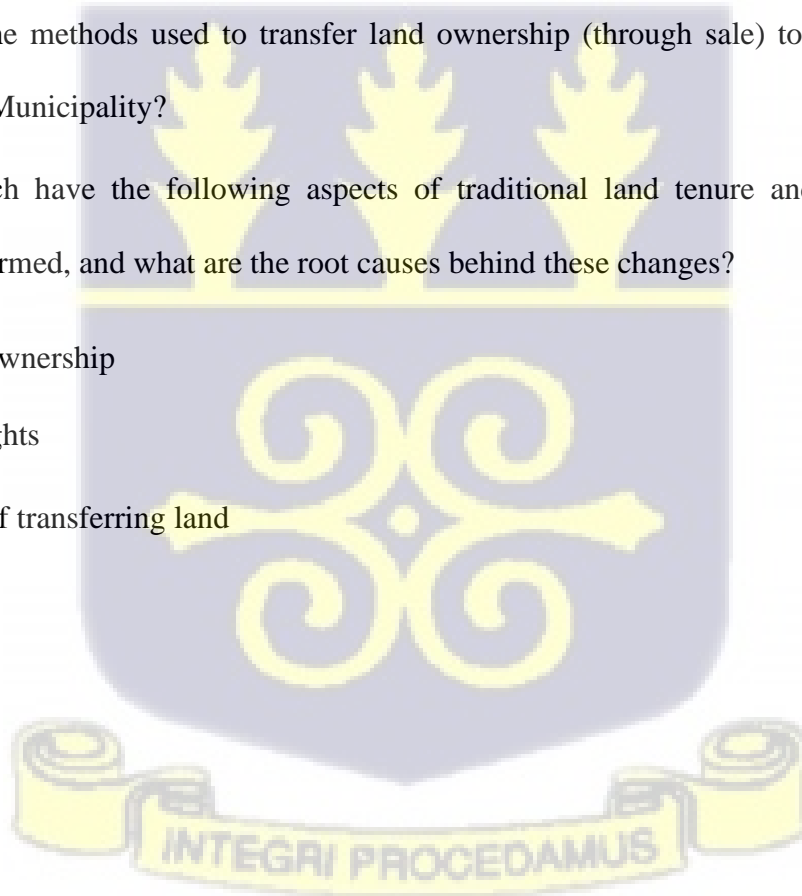 ne methods used to transfer land ownership (through sale) to
Municipality?
ch have the following aspects of traditional land tenure and
rmed, and what are the root causes behind these changes?
wnership
ghts
f transferring land
INTEGRI PROCEDAMUS